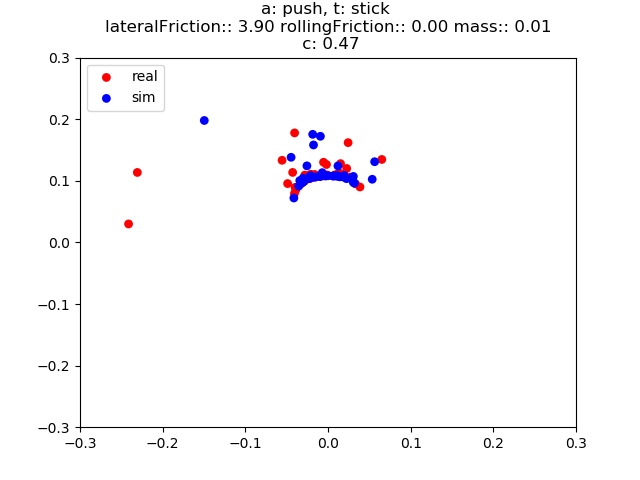 a: push, t: stick
lateralFriction:: 3.90 rollingFriction:: 0.00 mass:: 0.01
c: 0.47
real
sim
0.3
0.2
0.1
0.0
−0.1
−0.2
−0.3
−0.3
−0.2
−0.1
0.0
0.1
0.2
0.3